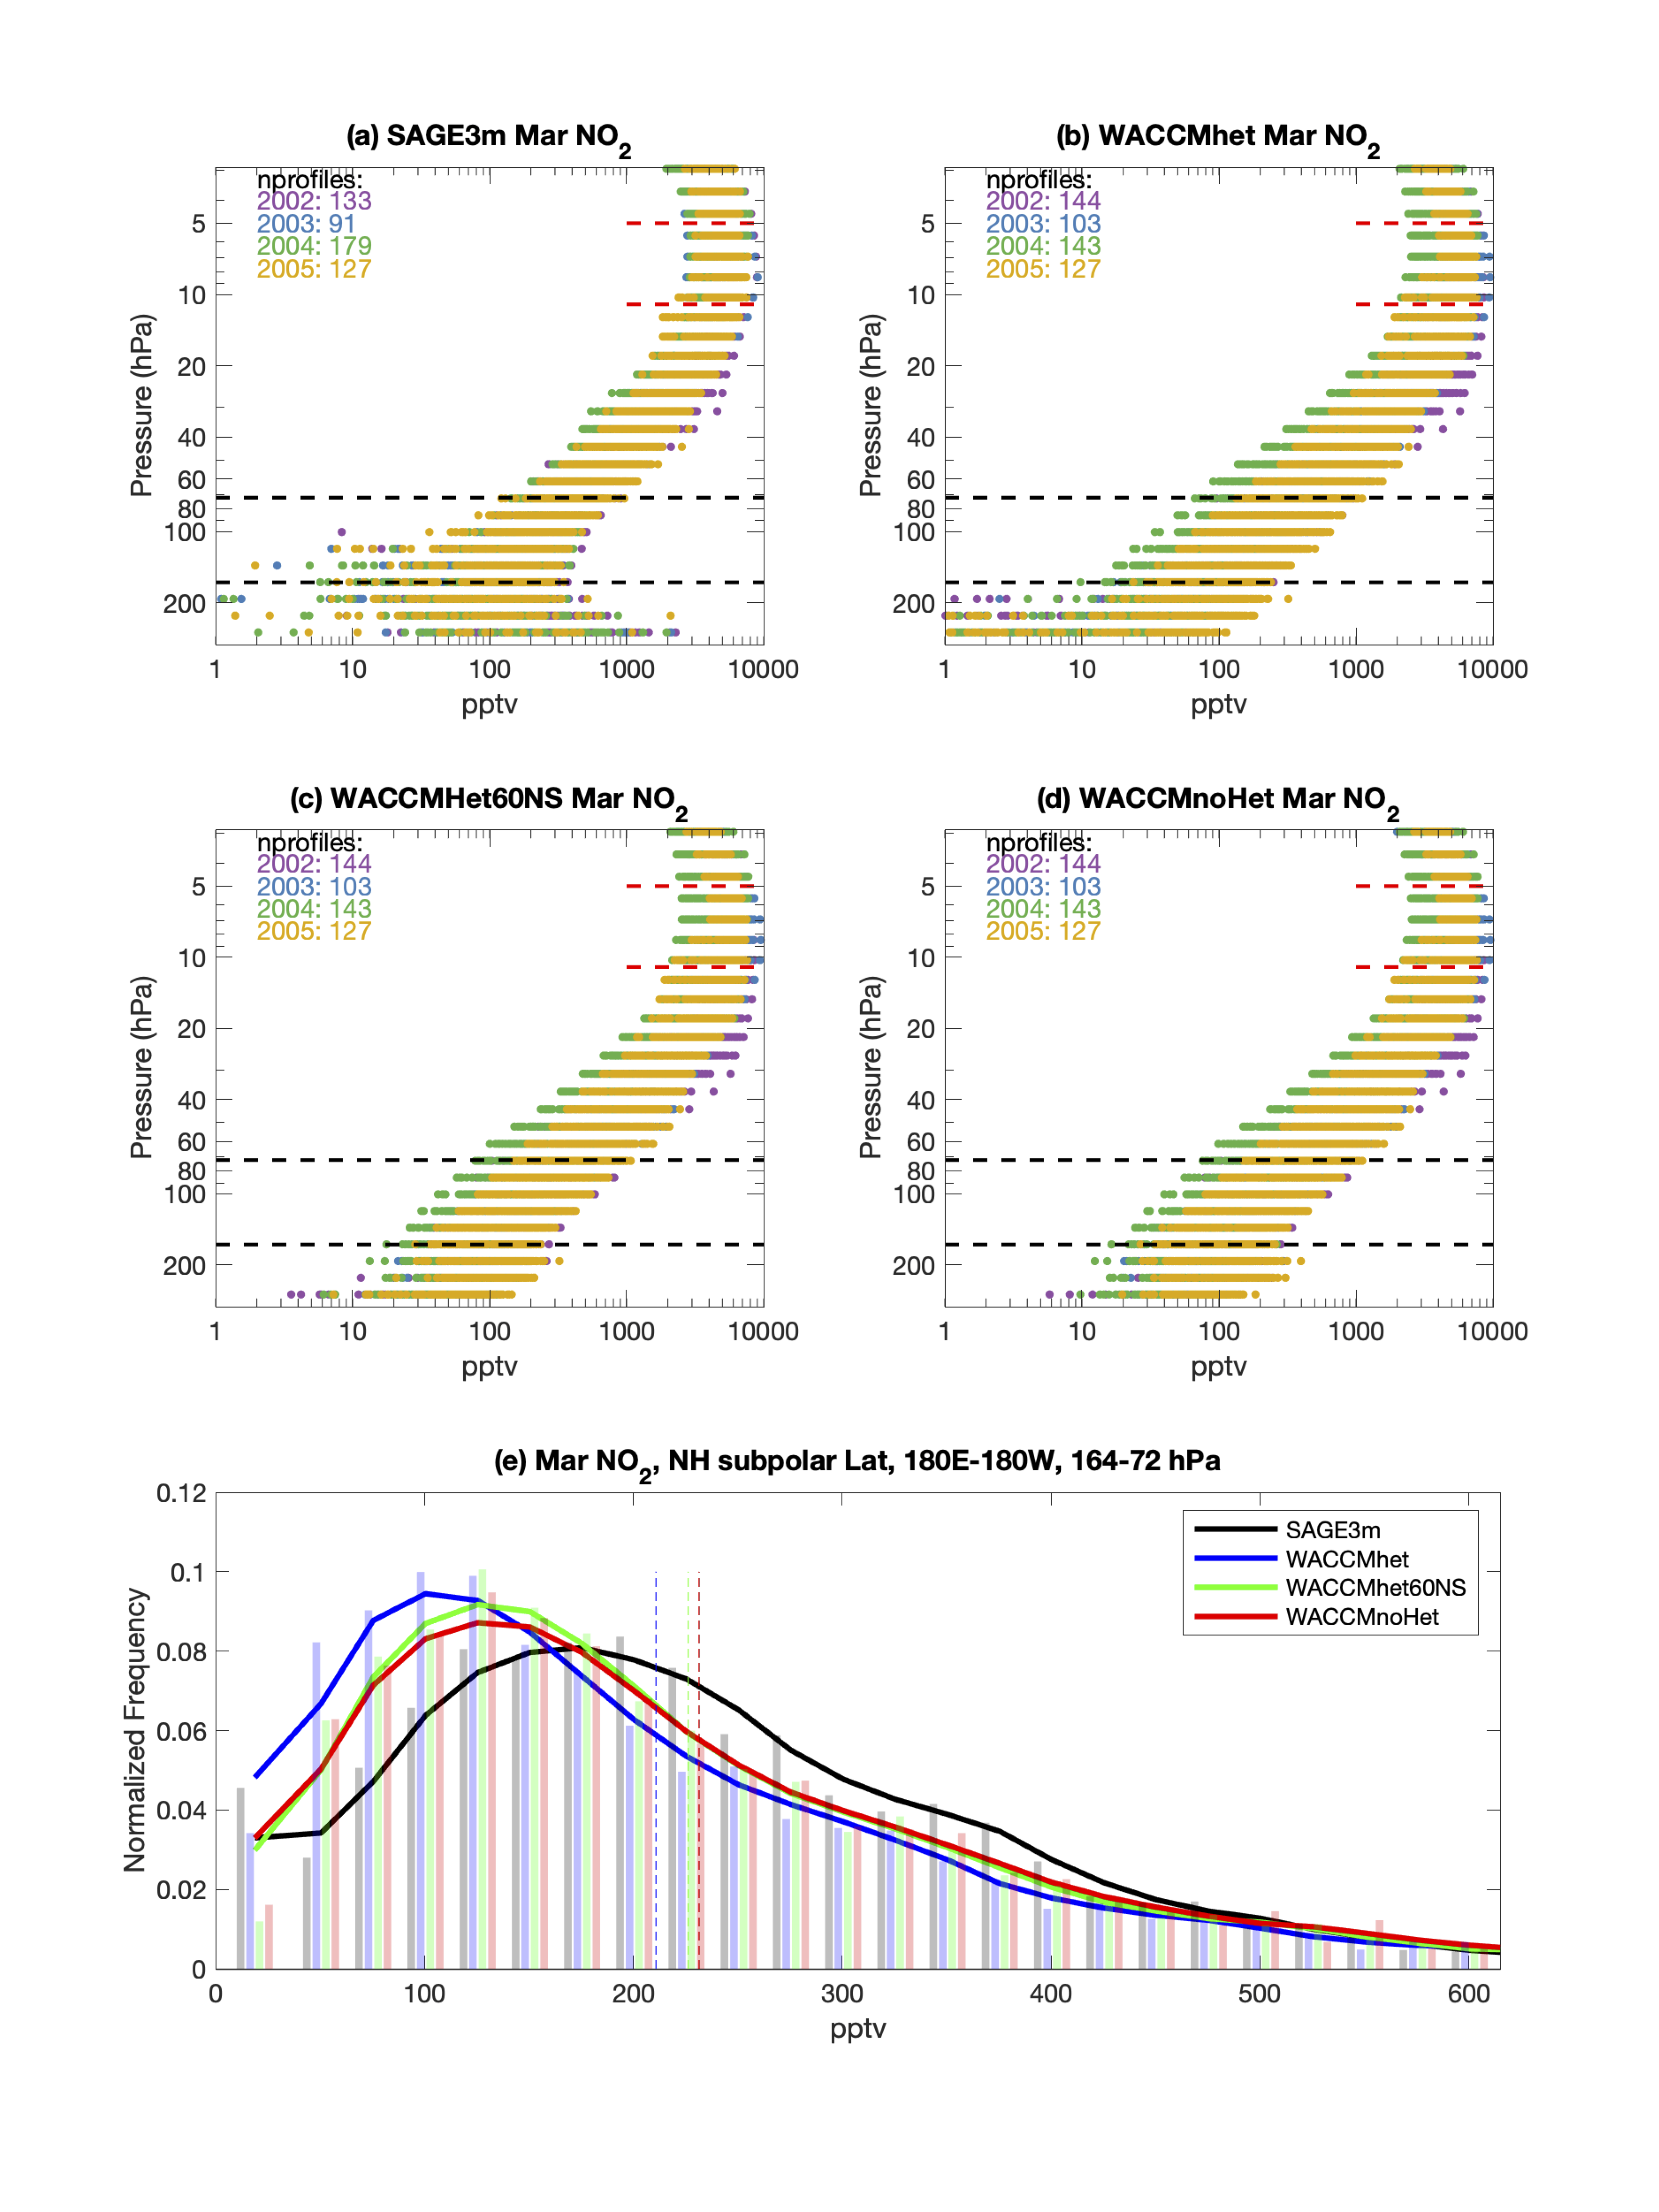 (a) SAGE3m Mar NO2
nprofiles:
2002: 133
2003: 91
2004: 179
2005: 127
5
10
20
40
60
80
100
200
Pressure (hPa)
1 10 100 1000 10000
pptv
(b) WACCMhet Mar NO2
nprofiles:
2002: 144
2003: 103
2004: 143
2005: 127
5
10
20
40
60
80
100
200
Pressure (hPa)
1 10 100 1000 10000
pptv
(c) WACCMHet60NS Mar NO2
nprofiles:
2002: 144
2003: 103
2004: 143
2005: 127
5
10
20
40
60
80
100
200
Pressure (hPa)
1 10 100 1000 10000
pptv
(d) WACCMnoHet Mar NO2
nprofiles:
2002: 144
2003: 103
2004: 143
2005: 127
5
10
20
40
60
80
100
200
Pressure (hPa)
1 10 100 1000 10000
pptv
(e) Mar NO2, NH subpolar Lat, 180E-180W, 164-72 hPa
0.12
0.1
0.08
0.06
0.04
0.02
0
Normalized Frequency
SAGE3m
WACCMhet
WACCMhet60NS
WACCMnoHet
0 100 200 300 400 500 600
pptv